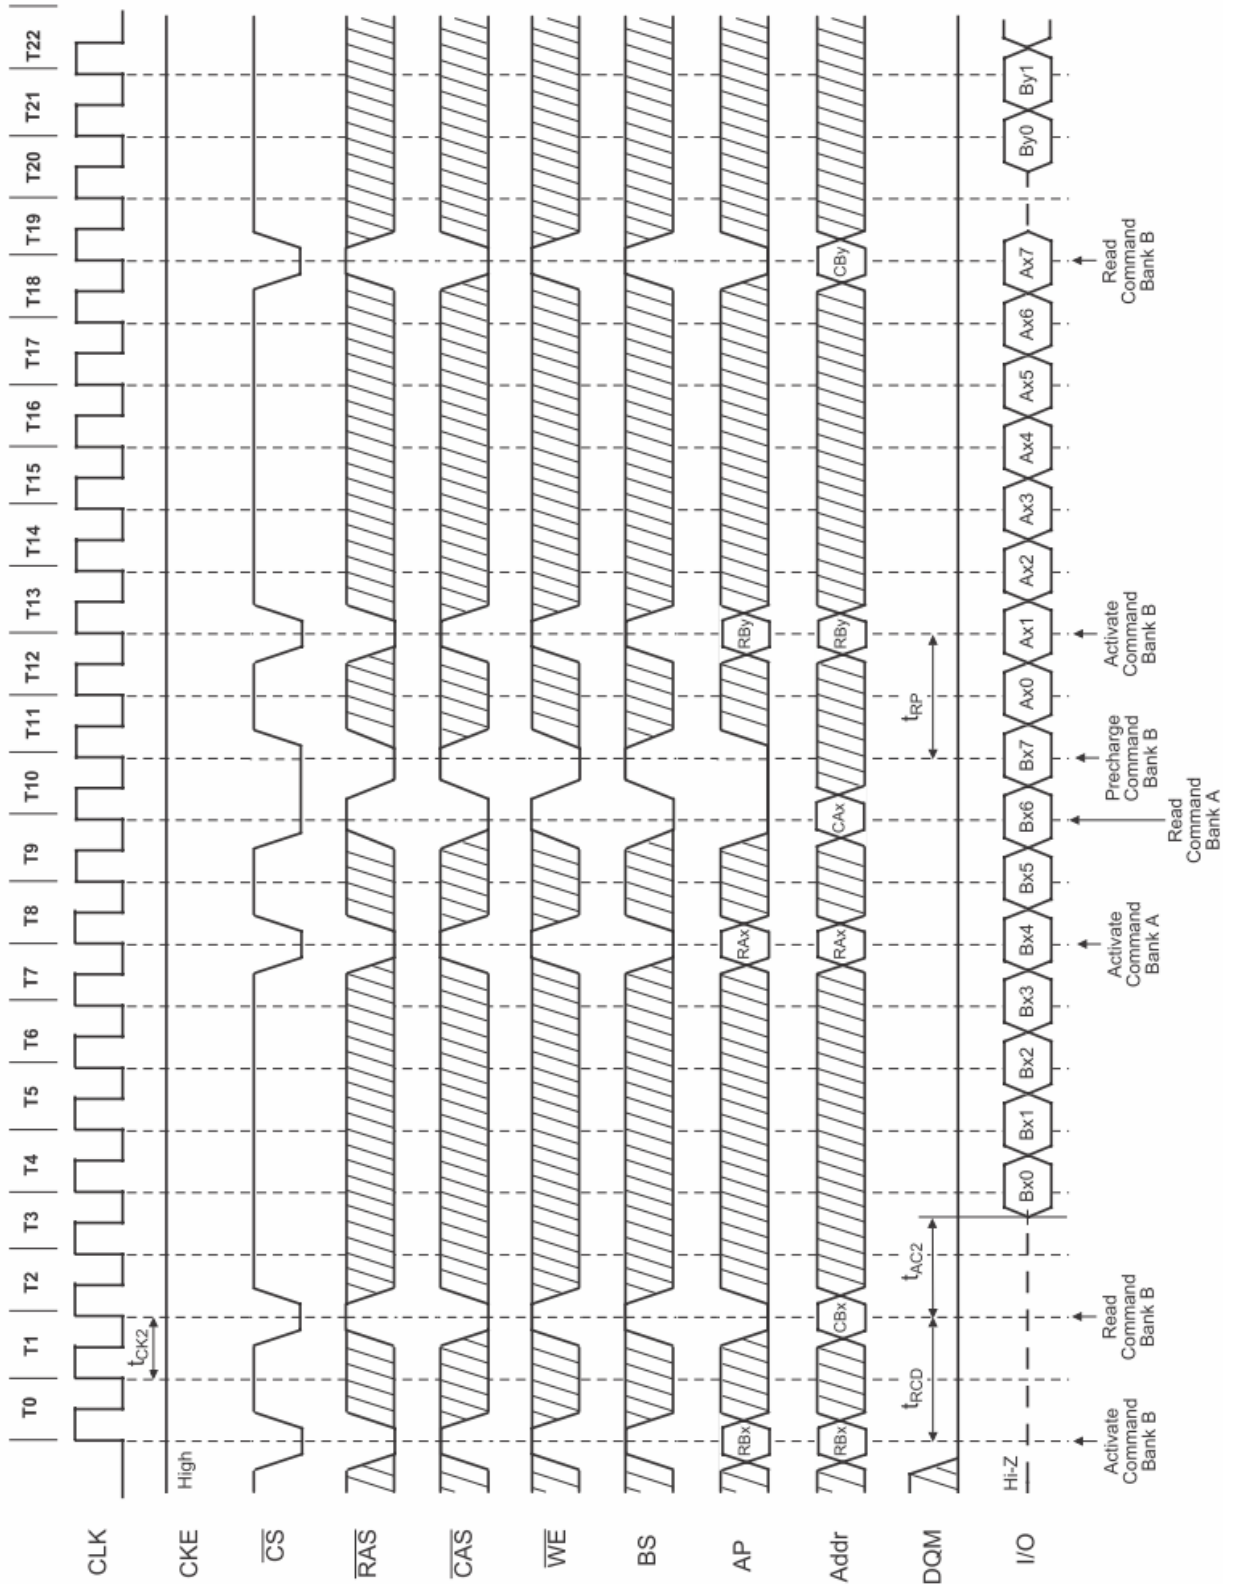 T0 T1 T2 T3 T4 T5 T6 T7 T8 T9 T10 T11 T12 T13 T14 T15 T16 T17 T18 T19 T20 T21 T22
CLK
tCK2
CKE
High
CS
RAS
CAS
WE
BS
AP
RBx RAx RBy
Addr
RBx CBx RAx CAx RBy CBy
DQM
tRCD tAC2 tRP
I/O
Hi-Z
Bx0 Bx1 Bx2 Bx3 Bx4 Bx5 Bx6 Bx7 Ax0 Ax1 Ax2 Ax3 Ax4 Ax5 Ax6 Ax7 By0 By1
Activate
Command
Bank B
Read
Command
Bank B
Activate
Command
Bank A
Read
Command
Bank A
Precharge
Command
Bank B
Activate
Command
Bank B
Read
Command
Bank B